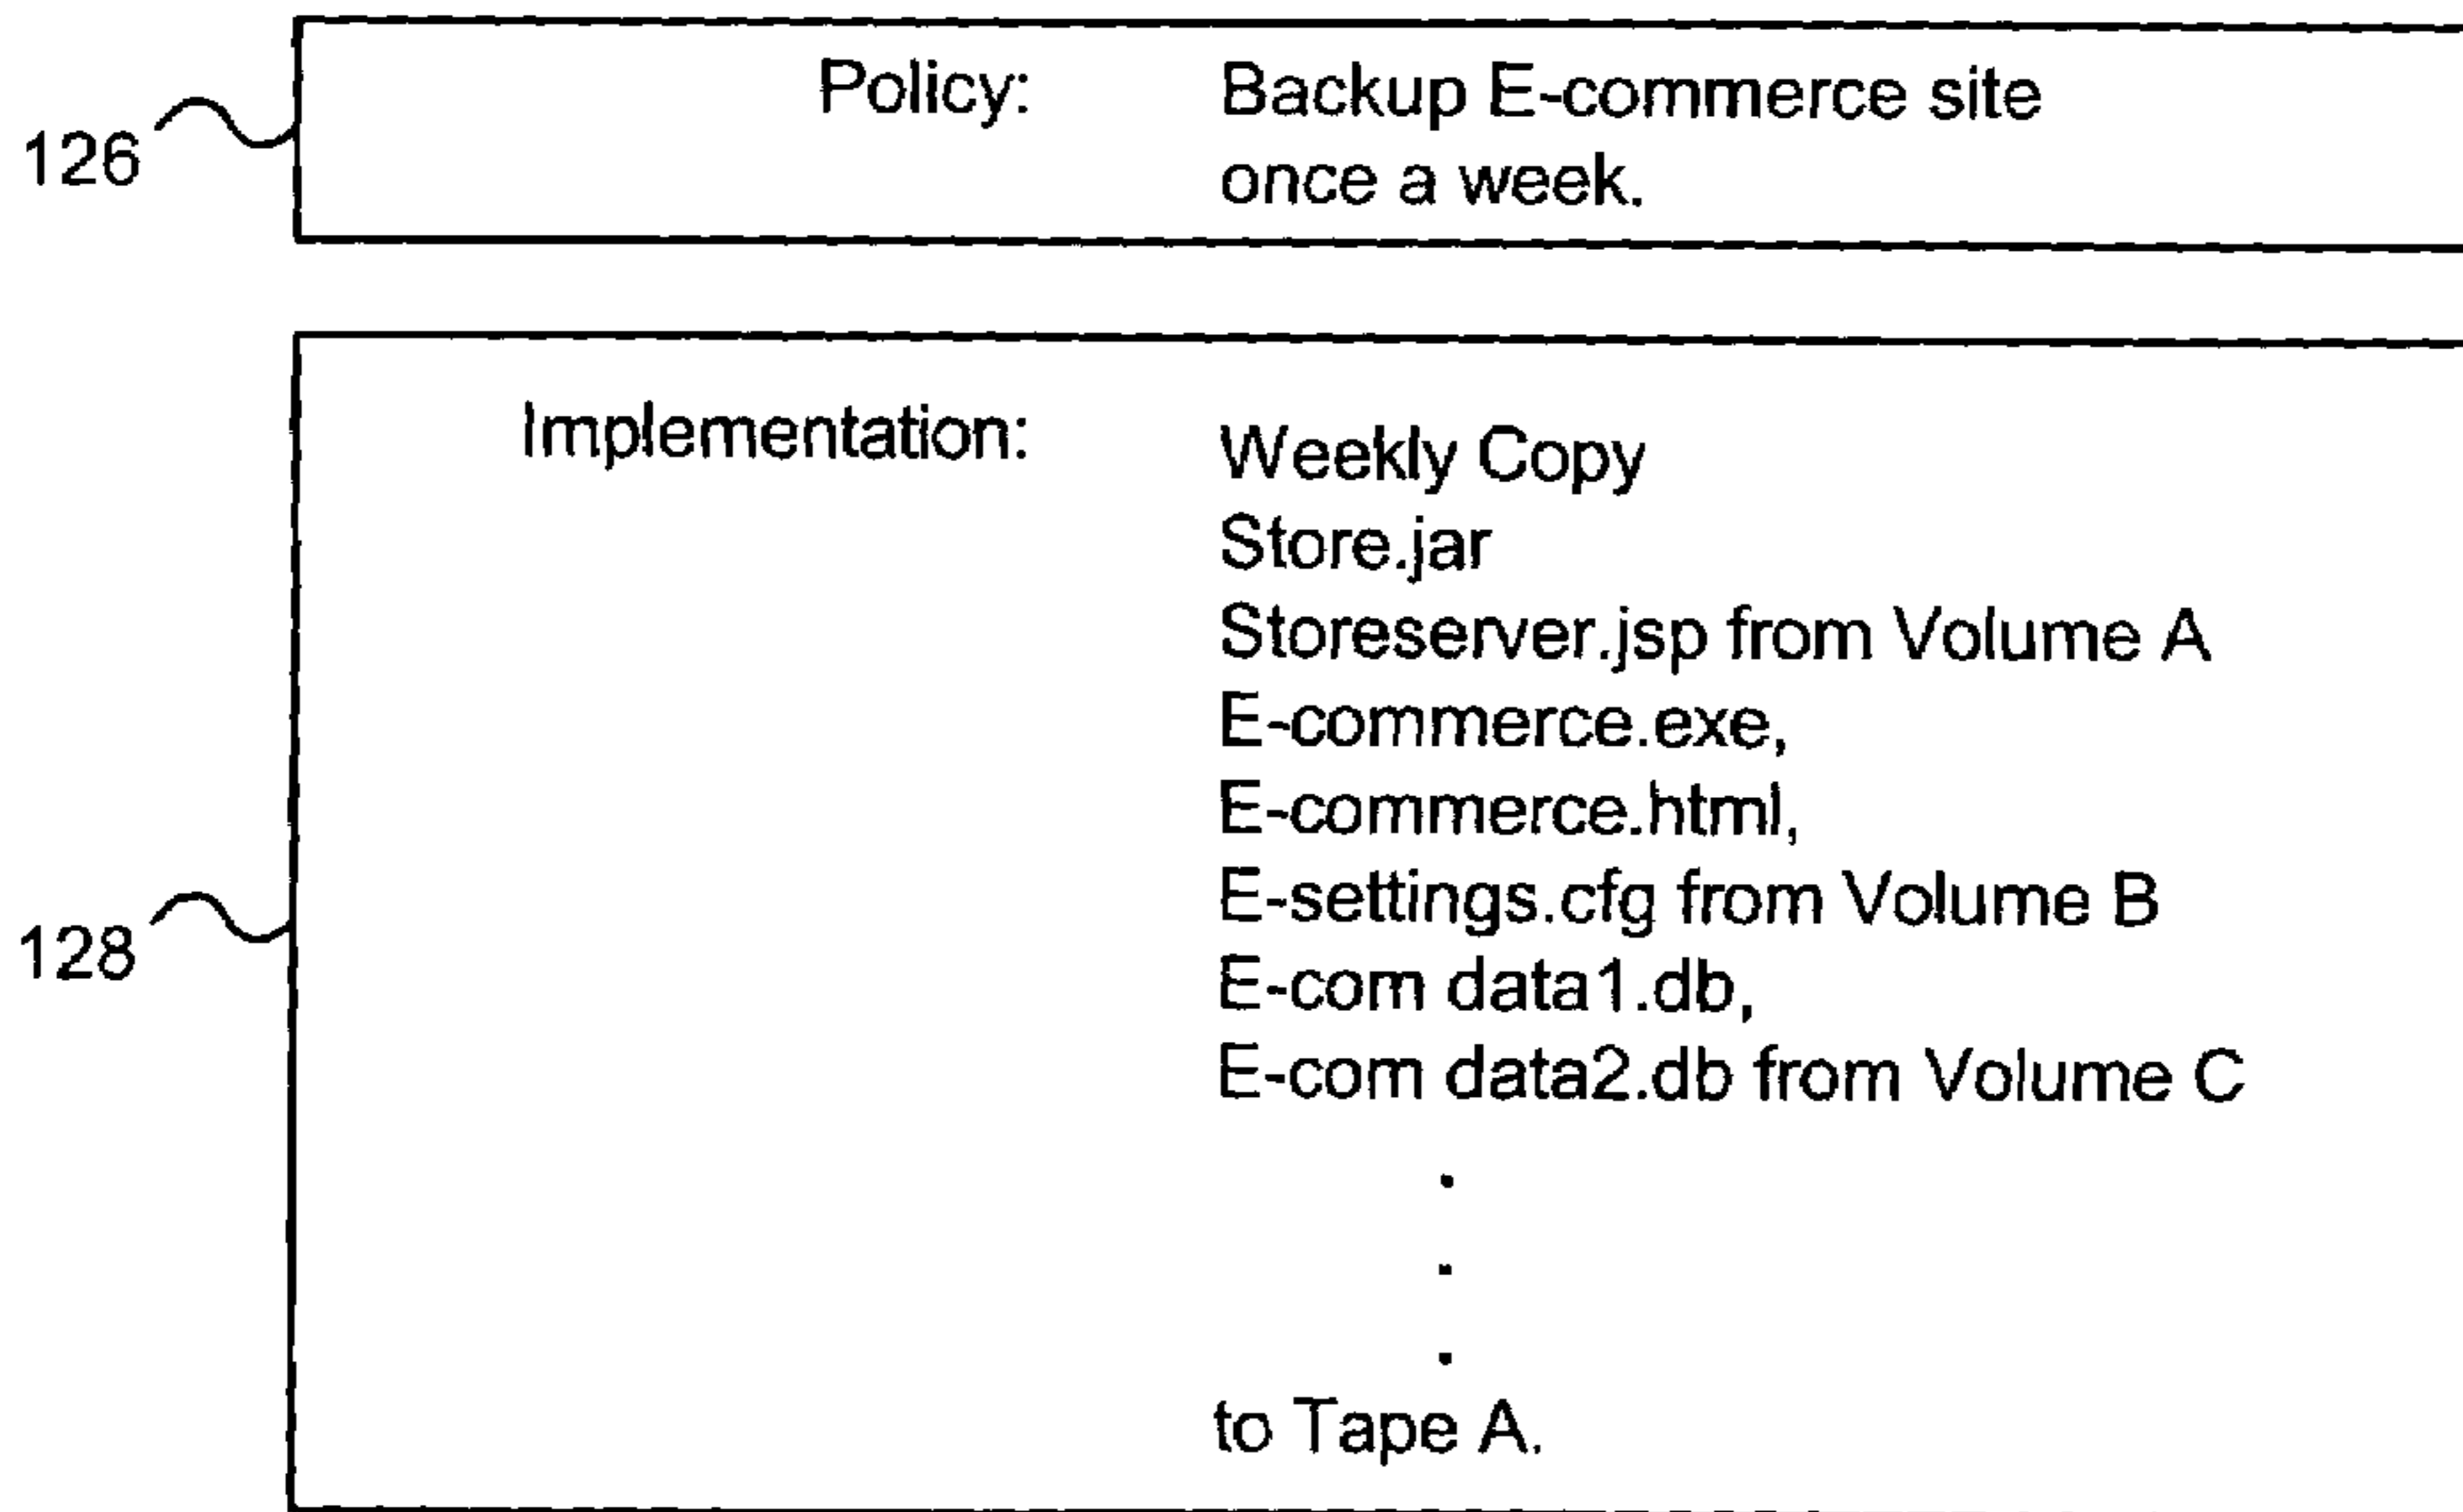 Policy: Backup E-commerce site
126 once a week.
Implementation: Weekly Copy
Store.jar
Storeserver.jsp from Volume A
E-commerce.exe,
E-commerce.html,
E-settings.cfg from Volume B
128
E-com data1.db,
E-com data2.db from Volume C
.
.
.
to Tape A.